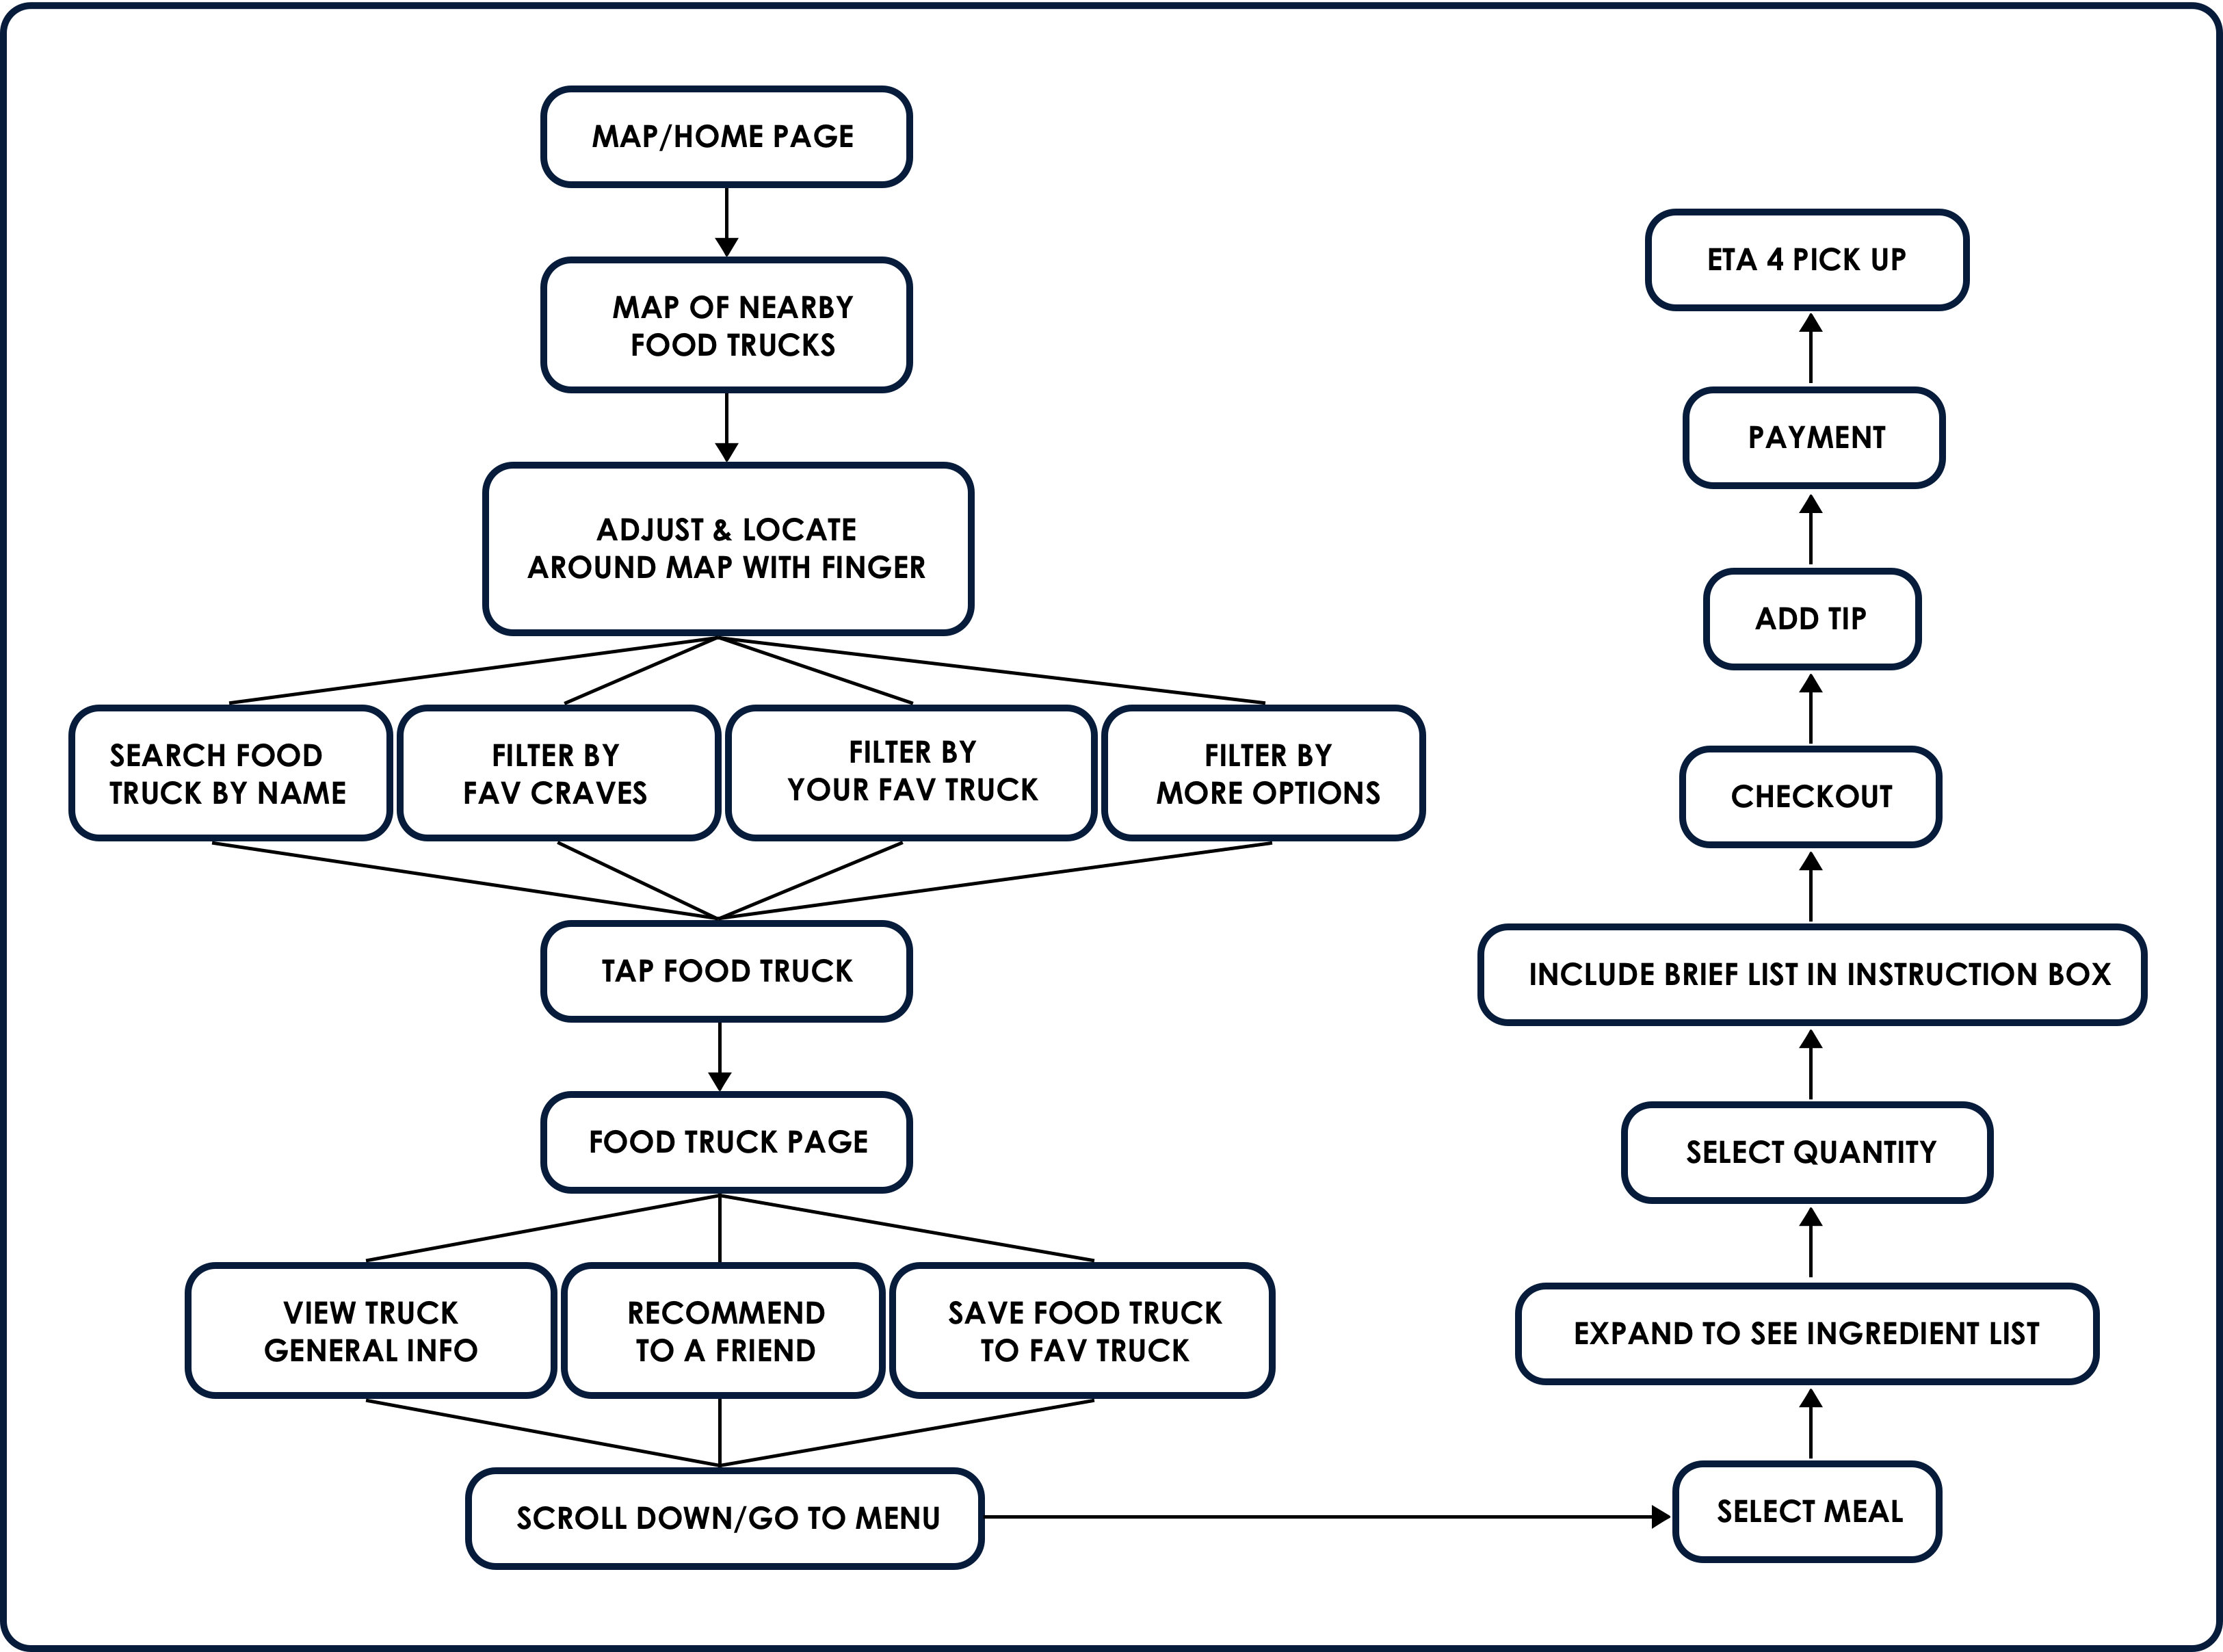 MAP/HOME PAGE
MAP OF NEARBY
FOOD TRUCKS
ADJUST & LOCATE
AROUND MAP WITH FINGER
SEARCH FOOD
TRUCK BY NAME
FILTER BY
FAV CRAVES
FILTER BY
YOUR FAV TRUCK
FILTER BY
MORE OPTIONS
TAP FOOD TRUCK
FOOD TRUCK PAGE
VIEW TRUCK
GENERAL INFO
RECOMMEND
TO A FRIEND
SAVE FOOD TRUCK
TO FAV TRUCK
SCROLL DOWN/GO TO MENU
SELECT MEAL
EXPAND TO SEE INGREDIENT LIST
SELECT QUANTITY
INCLUDE BRIEF LIST IN INSTRUCTION BOX
CHECKOUT
ADD TIP
PAYMENT
ETA 4 PICK UP